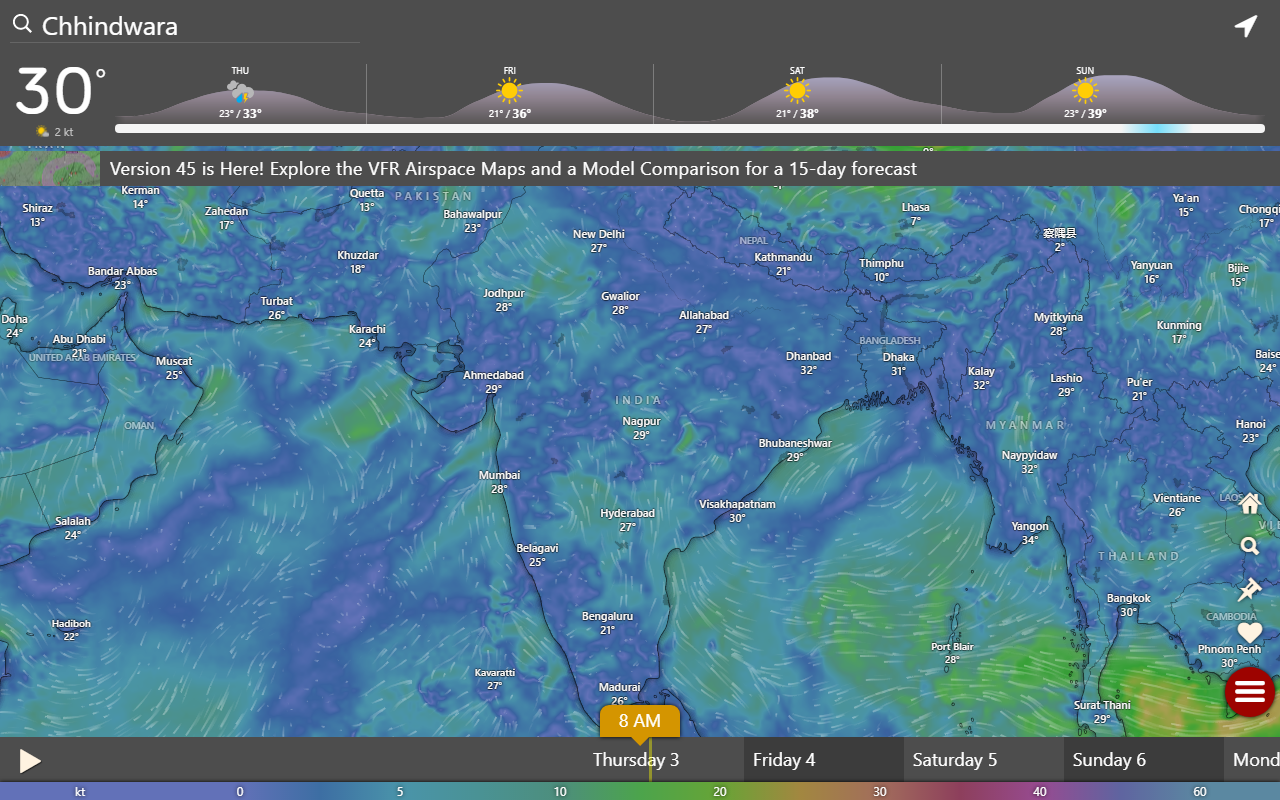 Chhindwara
30°
2 kt
THU
23° / 33°
FRI
21° / 36°
SAT
21° / 38°
SUN
23° / 39°
Version 45 is Here! Explore the VFR Airspace Maps and a Model Comparison for a 15-day forecast
Kerman
14°
Quetta
13°
PAKISTAN
Shiraz
13°
Zahedan
17°
Bahawalpur
23°
Lhasa
7°
Ya'an
15°
Chongqi
17°
New Delhi
27°
NEPAL
察隅县
2°
Khuzdar
18°
Kathmandu
21°
Thimphu
10°
Yanyuan
16°
Bijie
15°
Bandar Abbas
23°
Turbat
26°
Jodhpur
28°
Gwalior
28°
Allahabad
27°
Myitkyina
28°
Kunming
17°
Doha
24°
Abu Dhabi
21°
UNITED ARAB EMIRATES
Karachi
24°
BANGLADESH
Dhaka
31°
Dhanbad
32°
Baise
24°
Muscat
25°
Ahmedabad
29°
Kalay
32°
Lashio
29°
Pu'er
21°
INDIA
OMAN
Nagpur
29°
MYANMAR
Hanoi
23°
Bhubaneshwar
29°
Naypyidaw
32°
Mumbai
28°
Visakhapatnam
30°
Vientiane
26°
LAOS
Salalah
24°
Hyderabad
27°
Yangon
34°
VIE
Belagavi
25°
THAILAND
Hadiboh
22°
Bengaluru
21°
Bangkok
30°
CAMBODIA
Port Blair
28°
Phnom Penh
30°
Kavaratti
27°
Madurai
26°
Surat Thani
29°
8 AM
Thursday 3
Friday 4
Saturday 5
Sunday 6
Mond
kt
0
5
10
20
30
40
60